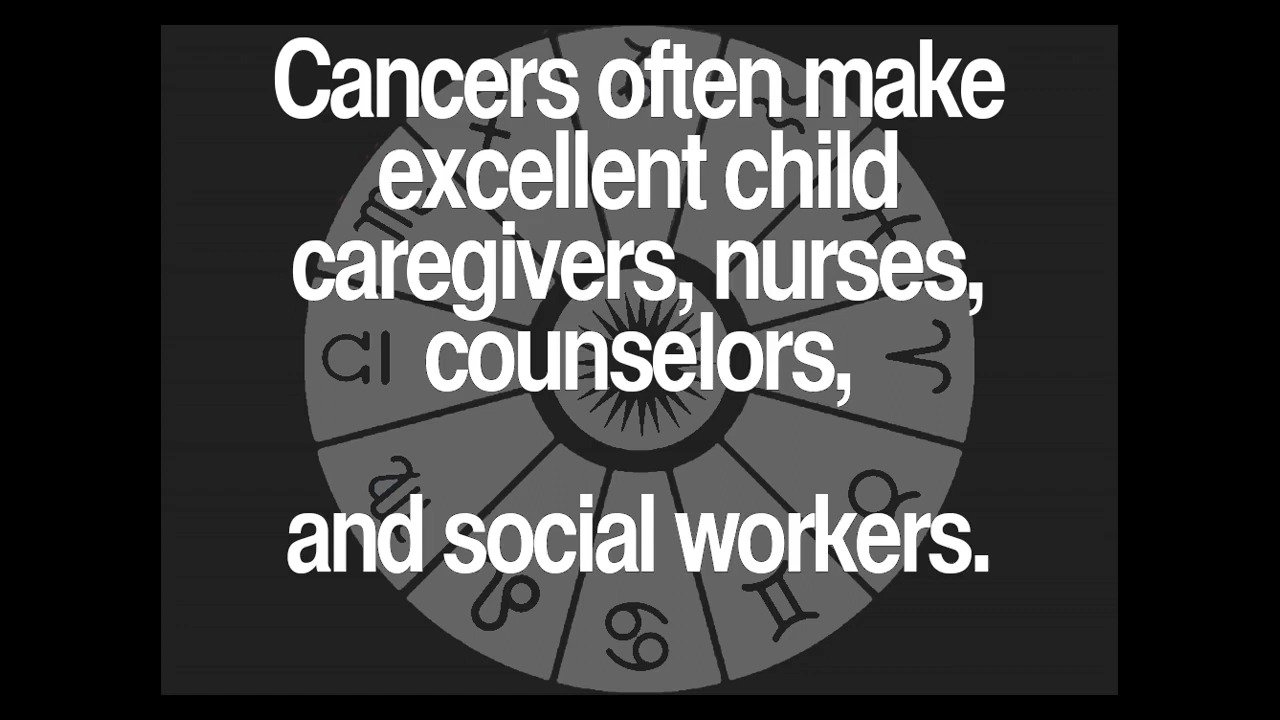 Cancers often make
excellent child
caregivers, nurses,
counselors,
and social workers.